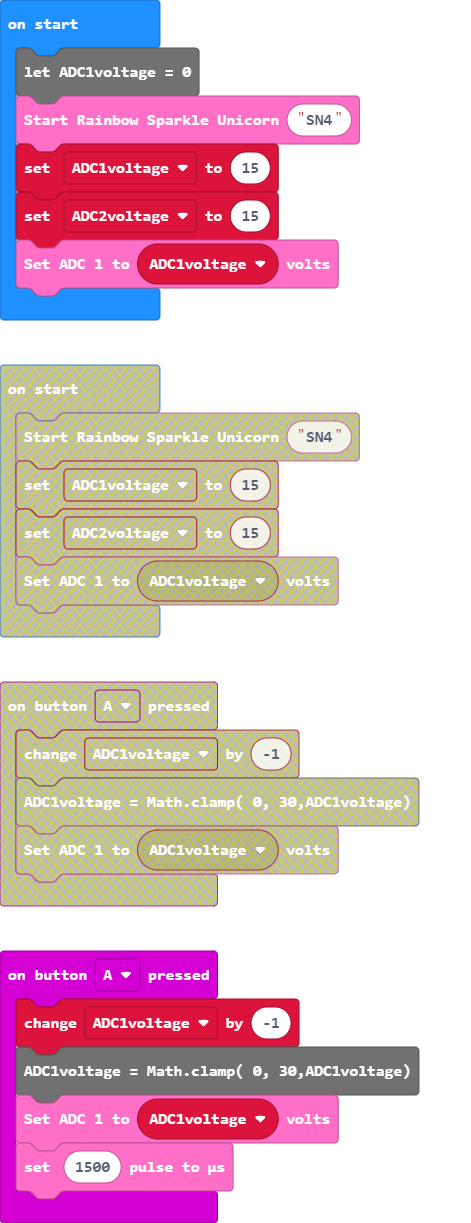 on start
let ADC1voltage = 0
Start Rainbow Sparkle Unicorn "SN4"
set ADC1voltage to 15
set ADC2voltage to 15
Set ADC 1 to ADC1voltage volts
on start
Start Rainbow Sparkle Unicorn "SN4"
set ADC1voltage to 15
set ADC2voltage to 15
Set ADC 1 to ADC1voltage volts
on button A pressed
change ADC1voltage by -1
ADC1voltage = Math.clamp( 0, 30,ADC1voltage)
Set ADC 1 to ADC1voltage volts
on button A pressed
change ADC1voltage by -1
ADC1voltage = Math.clamp( 0, 30,ADC1voltage)
Set ADC 1 to ADC1voltage volts
set 1500 pulse to µs